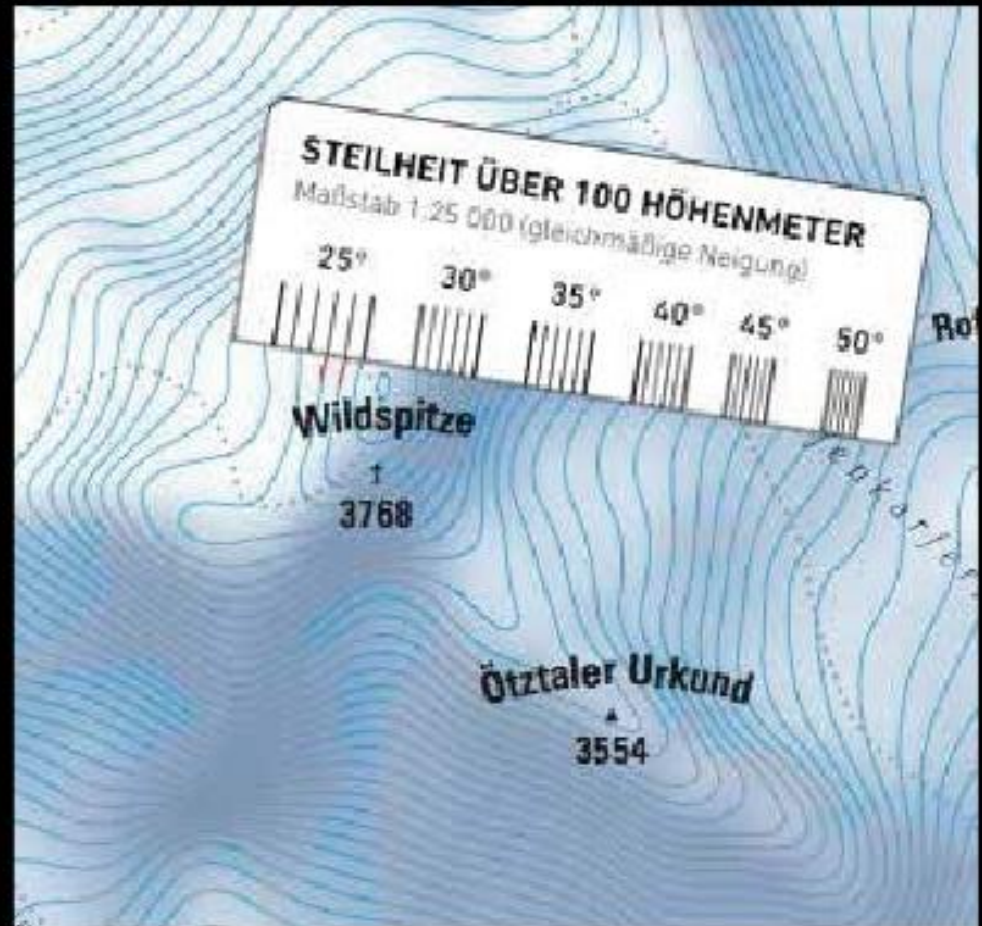 STEILHEIT ÜBER 100 HÖHENMETER
Maßstab 1:25 000 (gleichmäßige Neigung)
25° 30° 35° 40° 45° 50°
Wildspitze
3768
Ötztaler Urkund
3554